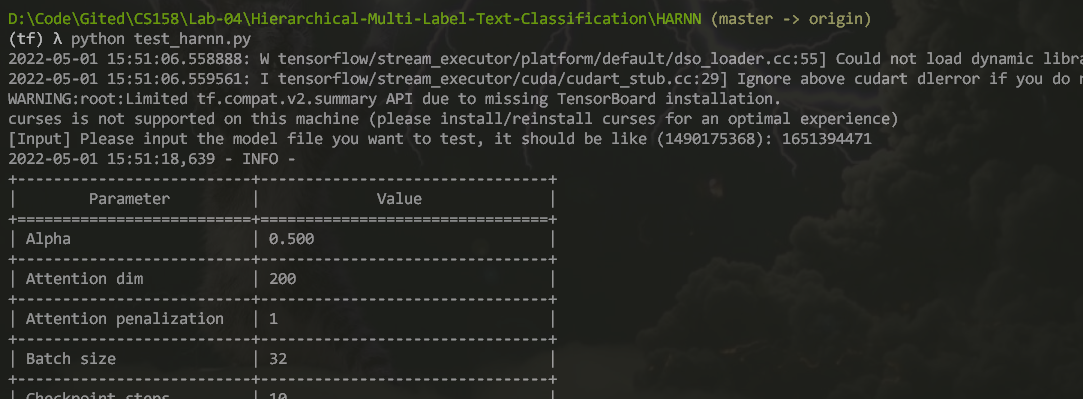 D:\Code\Gited\CS158\Lab-04\Hierarchical-Multi-Label-Text-Classification\HARNN (master -> origin)
(tf) λ python test_harnn.py
2022-05-01 15:51:06.558888: W tensorflow/stream_executor/platform/default/dso_loader.cc:55] Could not load dynamic libra
2022-05-01 15:51:06.559561: I tensorflow/stream_executor/cuda/cudart_stub.cc:29] Ignore above cudart dlerror if you do n
WARNING:root:Limited tf.compat.v2.summary API due to missing TensorBoard installation.
curses is not supported on this machine (please install/reinstall curses for an optimal experience)
[Input] Please input the model file you want to test, it should be like (1490175368): 1651394471
2022-05-01 15:51:18,639 - INFO -
+--------------------------+--------------------------------+
| Parameter | Value |
+==========================+================================+
| Alpha | 0.500 |
+--------------------------+--------------------------------+
| Attention dim | 200 |
+--------------------------+--------------------------------+
| Attention penalization | 1 |
+--------------------------+--------------------------------+
| Batch size | 32 |
+--------------------------+--------------------------------+
| Checkpoint steps | 10 |